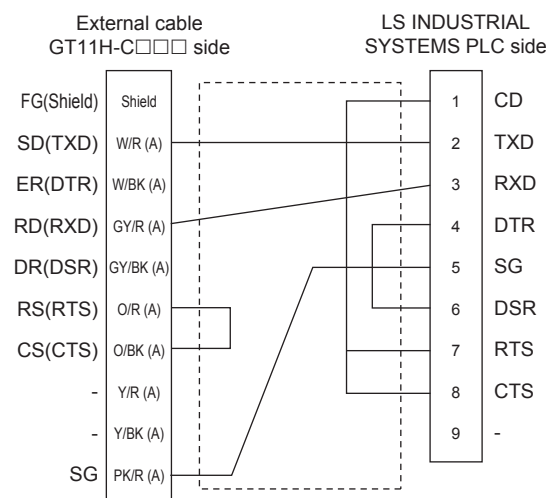 External cable
GT11H-C□□□ side
LS INDUSTRIAL
SYSTEMS PLC side
FG(Shield) Shield 1 CD
SD(TXD) W/R (A) 2 TXD
ER(DTR) W/BK (A) 3 RXD
RD(RXD) GY/R (A) 4 DTR
DR(DSR) GY/BK (A) 5 SG
RS(RTS) O/R (A) 6 DSR
CS(CTS) O/BK (A) 7 RTS
- Y/R (A) 8 CTS
- Y/BK (A) 9 -
SG PK/R (A)